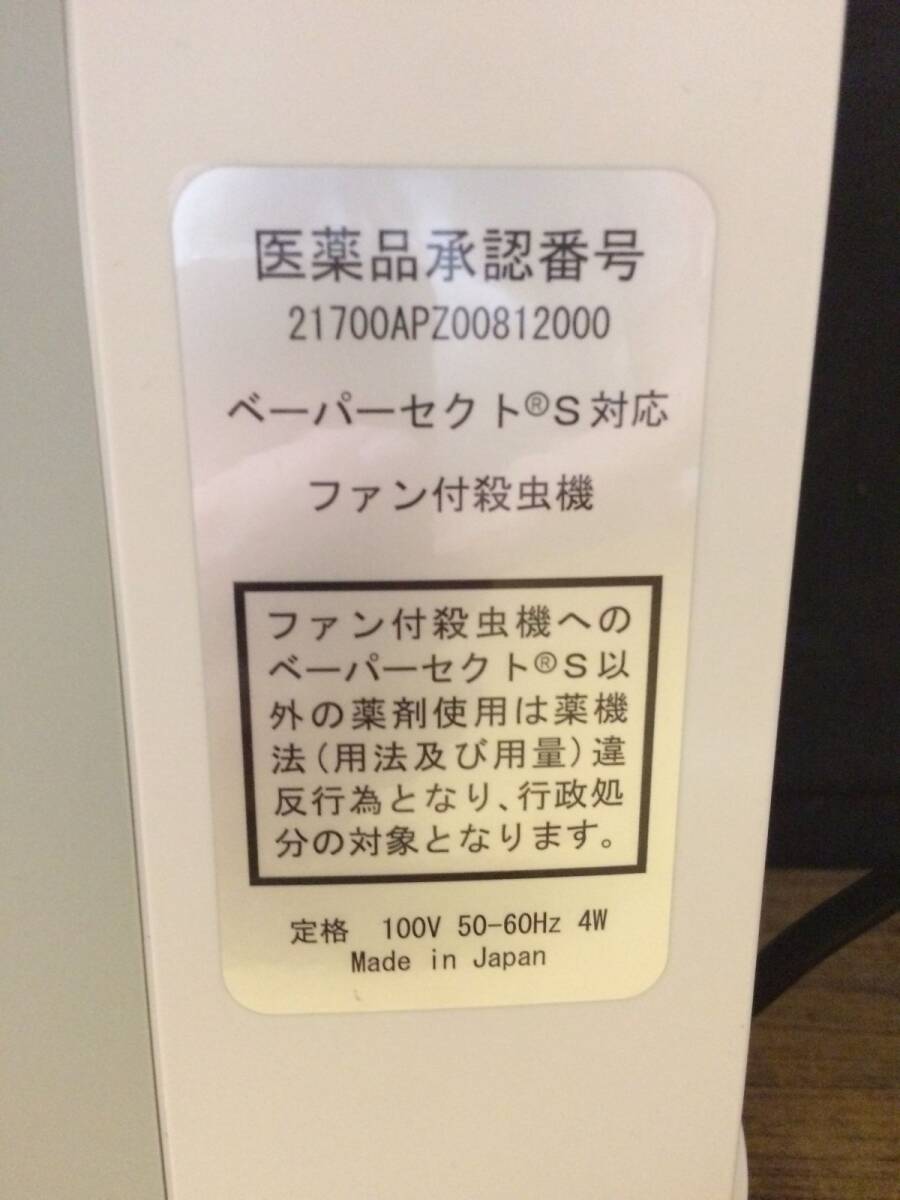 医薬品承認番号
21700APZ00812000
ベーパーセクト®S対応
ファン付殺虫機
ファン付殺虫機への
ベーパーセクト®S以
外の薬剤使用は薬機
法(用法及び用量)違
反行為となり、行政処
分の対象となります。
定格 100V 50-60Hz 4W
Made in Japan